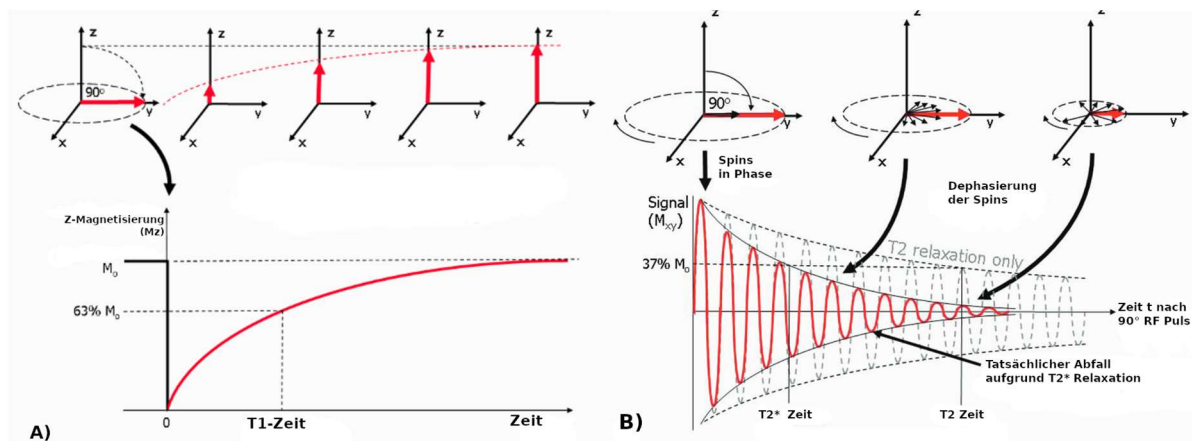 z
z
z
z
z
90°
y
y
y
y
y
x
x
x
x
x
Z-Magnetisierung
(Mz)
Mo
63% Mo
0
T1-Zeit
Zeit
A)
z
z
z
90°
y
y
y
x
x
x
Spins
in Phase
Dephasierung
der Spins
Signal
(Mxy)
T2 relaxation only
37% Mo
Zeit t nach
90° RF Puls
Tatsächlicher Abfall
aufgrund T2* Relaxation
T2* Zeit
T2 Zeit
B)